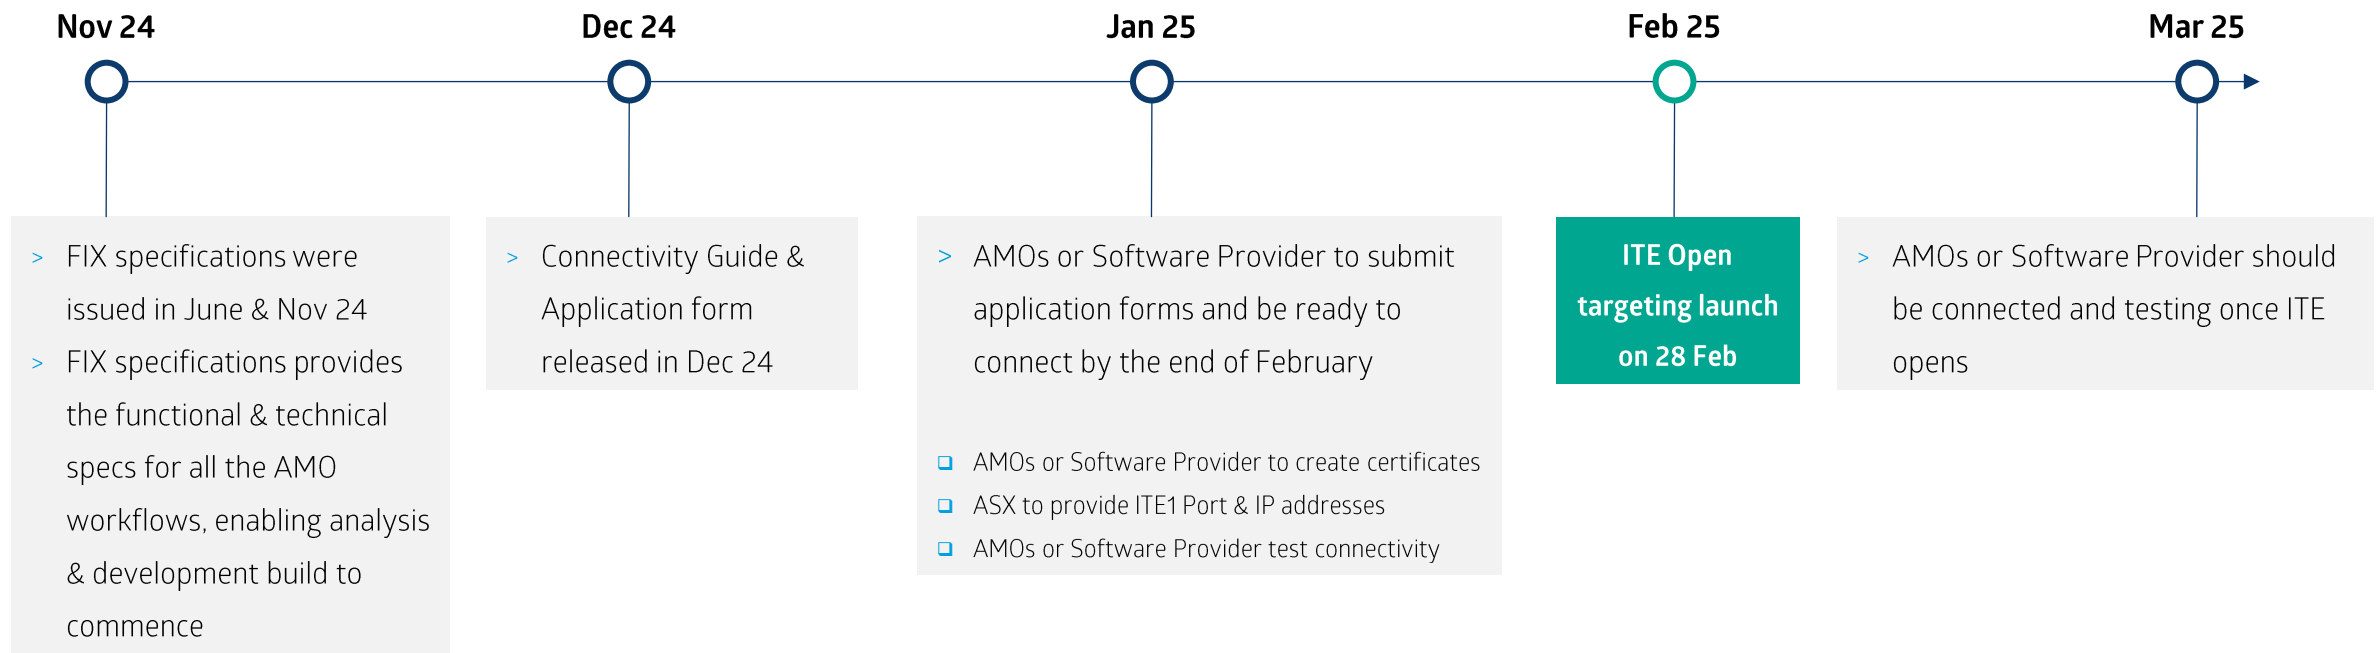 Nov 24
Dec 24
Jan 25
Feb 25
Mar 25
> FIX specifications were
issued in June & Nov 24
> FIX specifications provides
the functional & technical
specs for all the AMO
workflows, enabling analysis
& development build to
commence
> Connectivity Guide &
Application form
released in Dec 24
> AMOs or Software Provider to submit
application forms and be ready to
connect by the end of February
❑ AMOs or Software Provider to create certificates
❑ ASX to provide ITE1 Port & IP addresses
❑ AMOs or Software Provider test connectivity
ITE Open
targeting launch
on 28 Feb
> AMOs or Software Provider should
be connected and testing once ITE
opens